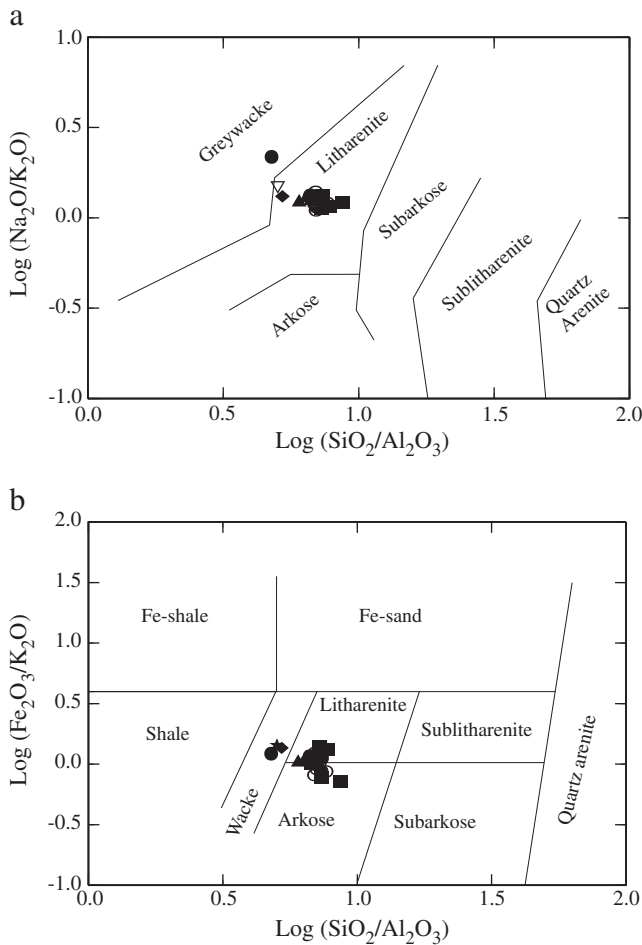 a
1.0
0.5
0.0
-0.5
-1.0
Log (Na2O/K2O)
Greywacke
Litharenite
Subarkose
Sublitharenite
Arkose
Quartz
Arenite
0.0
0.5
1.0
1.5
2.0
Log (SiO2/Al2O3)
b
2.0
1.5
1.0
0.5
0.0
-0.5
-1.0
Log (Fe2O3/K2O)
Fe-shale
Fe-sand
Shale
Litharenite
Sublitharenite
Wacke
Arkose
Subarkose
Quartz arenite
0.0
0.5
1.0
1.5
2.0
Log (SiO2/Al2O3)